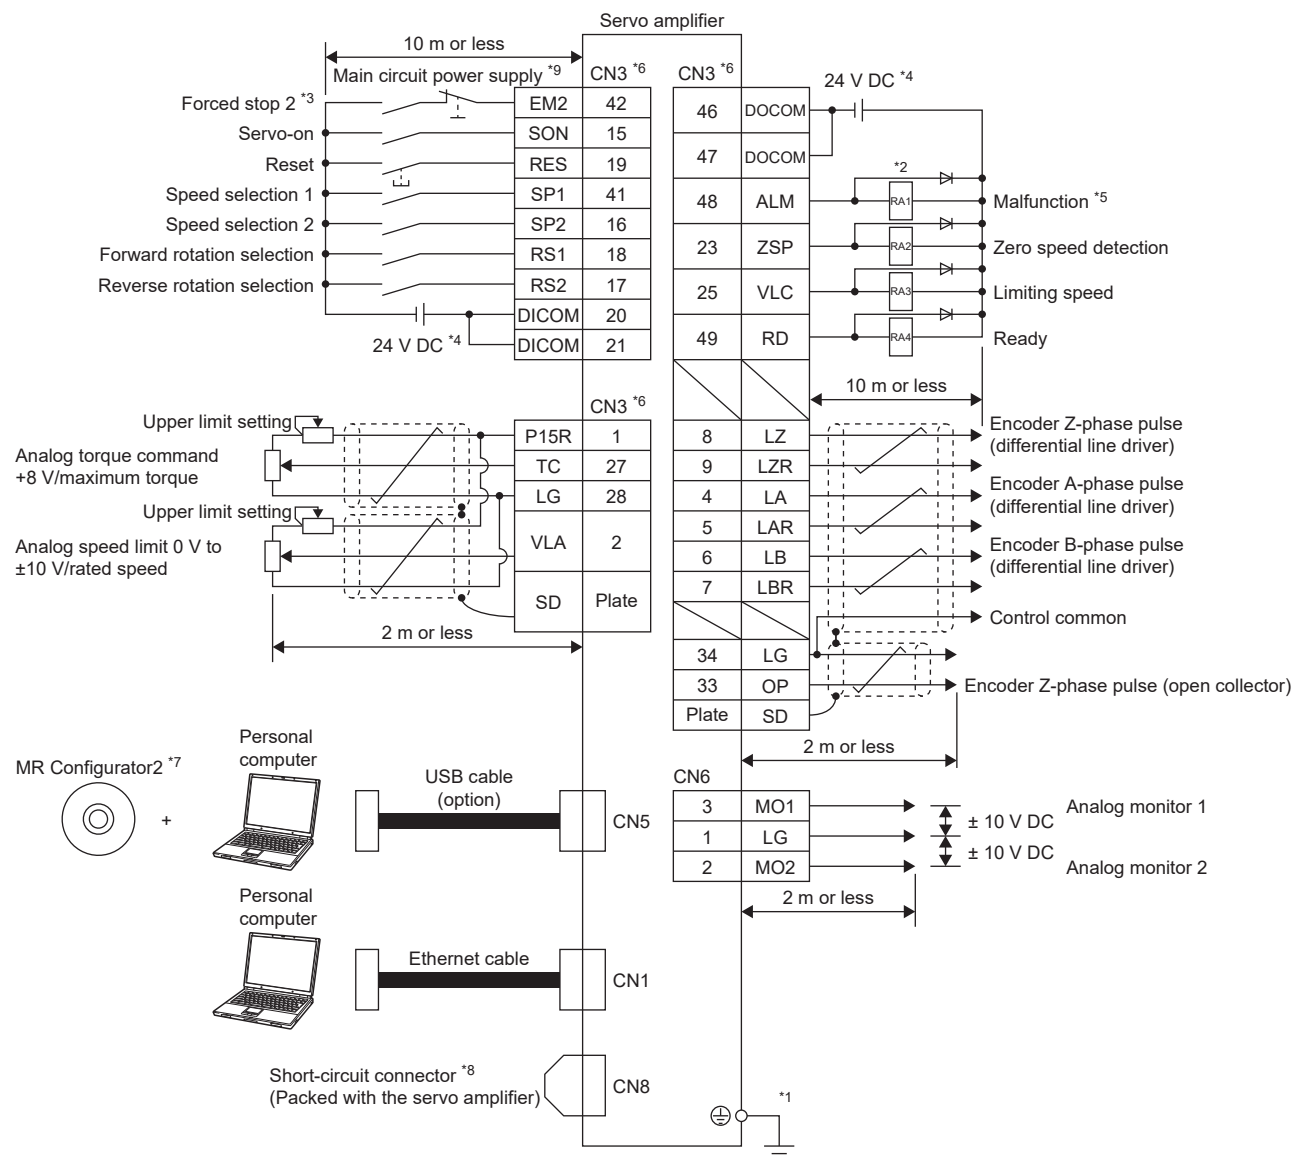 Servo amplifier
10 m or less
Main circuit power supply *9
CN3 *6
Forced stop 2 *3
EM2 42
Servo-on
SON 15
Reset
RES 19
Speed selection 1
SP1 41
Speed selection 2
SP2 16
Forward rotation selection
RS1 18
Reverse rotation selection
RS2 17
DICOM 20
24 V DC *4
DICOM 21
CN3 *6
24 V DC *4
46 DOCOM
47 DOCOM
*2
48 ALM
RA1
Malfunction *5
23 ZSP
RA2
Zero speed detection
25 VLC
RA3
Limiting speed
49 RD
RA4
Ready
10 m or less
CN3 *6
Upper limit setting
P15R 1
Analog torque command
+8 V/maximum torque
TC 27
LG 28
Upper limit setting
VLA 2
Analog speed limit 0 V to
±10 V/rated speed
SD Plate
2 m or less
8 LZ
Encoder Z-phase pulse
(differential line driver)
9 LZR
4 LA
Encoder A-phase pulse
(differential line driver)
5 LAR
6 LB
Encoder B-phase pulse
(differential line driver)
7 LBR
Control common
34 LG
33 OP
Encoder Z-phase pulse (open collector)
Plate SD
2 m or less
MR Configurator2 *7
+
Personal
computer
USB cable
(option)
CN5
CN6
3 MO1
Analog monitor 1
± 10 V DC
1 LG
± 10 V DC
2 MO2
Analog monitor 2
2 m or less
Personal
computer
Ethernet cable
CN1
Short-circuit connector *8
(Packed with the servo amplifier)
CN8
*1